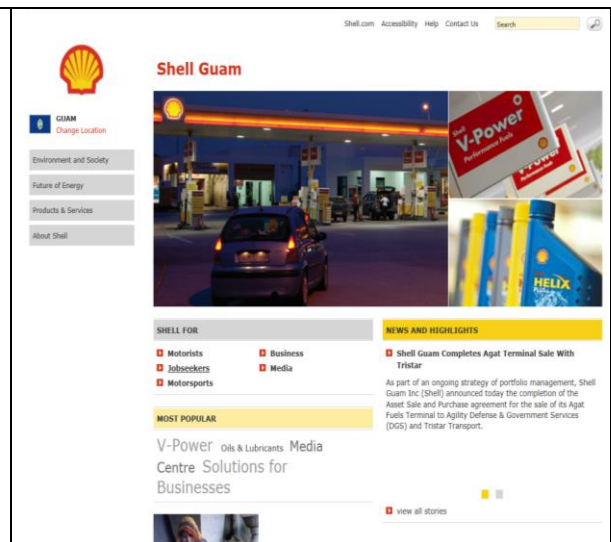 Shell.com Accessibility Help Contact Us Search
Shell Guam
GUAM
Change Location
Environment and Society
Future of Energy
Products & Services
About Shell
Shell
V-Power
Performance Fuels
V-Power
Performance Fuels
HELIX
SHELL FOR
Motorists
Business
Jobseekers
Media
Motorsports
MOST POPULAR
V-Power Oils & Lubricants Media
Centre Solutions for
Businesses
NEWS AND HIGHLIGHTS
Shell Guam Completes Agat Terminal Sale With
Tristar
As part of an ongoing strategy of portfolio management, Shell
Guam Inc (Shell) announced today the completion of the
Asset Sale and Purchase agreement for the sale of its Agat
Fuels Terminal to Agility Defense & Government Services
(DGS) and Tristar Transport.
view all stories